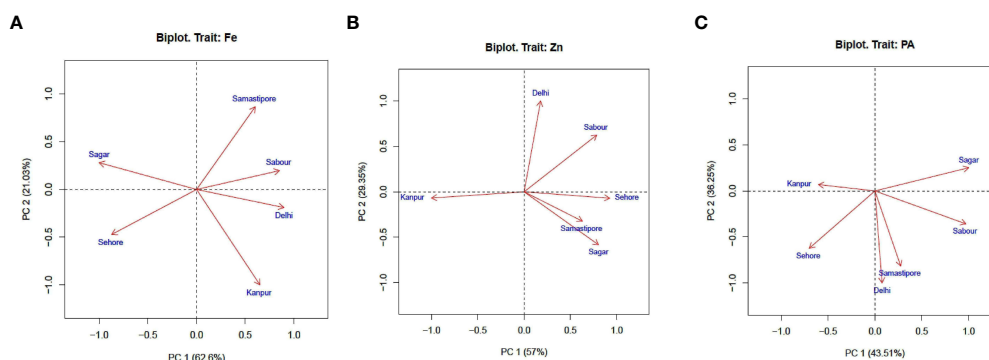 A
Biplot. Trait: Fe
PC 2 (21.03%)
1.0
0.5
0.0
−0.5
−1.0
Samastipore
Sagar
Sabour
Delhi
Sehore
Kanpur
−1.0 −0.5 0.0 0.5 1.0
PC 1 (62.6%)
B
Biplot. Trait: Zn
PC 2 (29.35%)
1.0
0.5
0.0
−0.5
−1.0
Delhi
Sabour
Kanpur
Sehore
Samastipore
Sagar
−1.0 −0.5 0.0 0.5 1.0
PC 1 (57%)
C
Biplot. Trait: PA
PC 2 (36.25%)
1.0
0.5
0.0
−0.5
−1.0
Sagar
Kanpur
Sabour
Sehore
Samastipore
Delhi
−1.0 −0.5 0.0 0.5 1.0
PC 1 (43.51%)